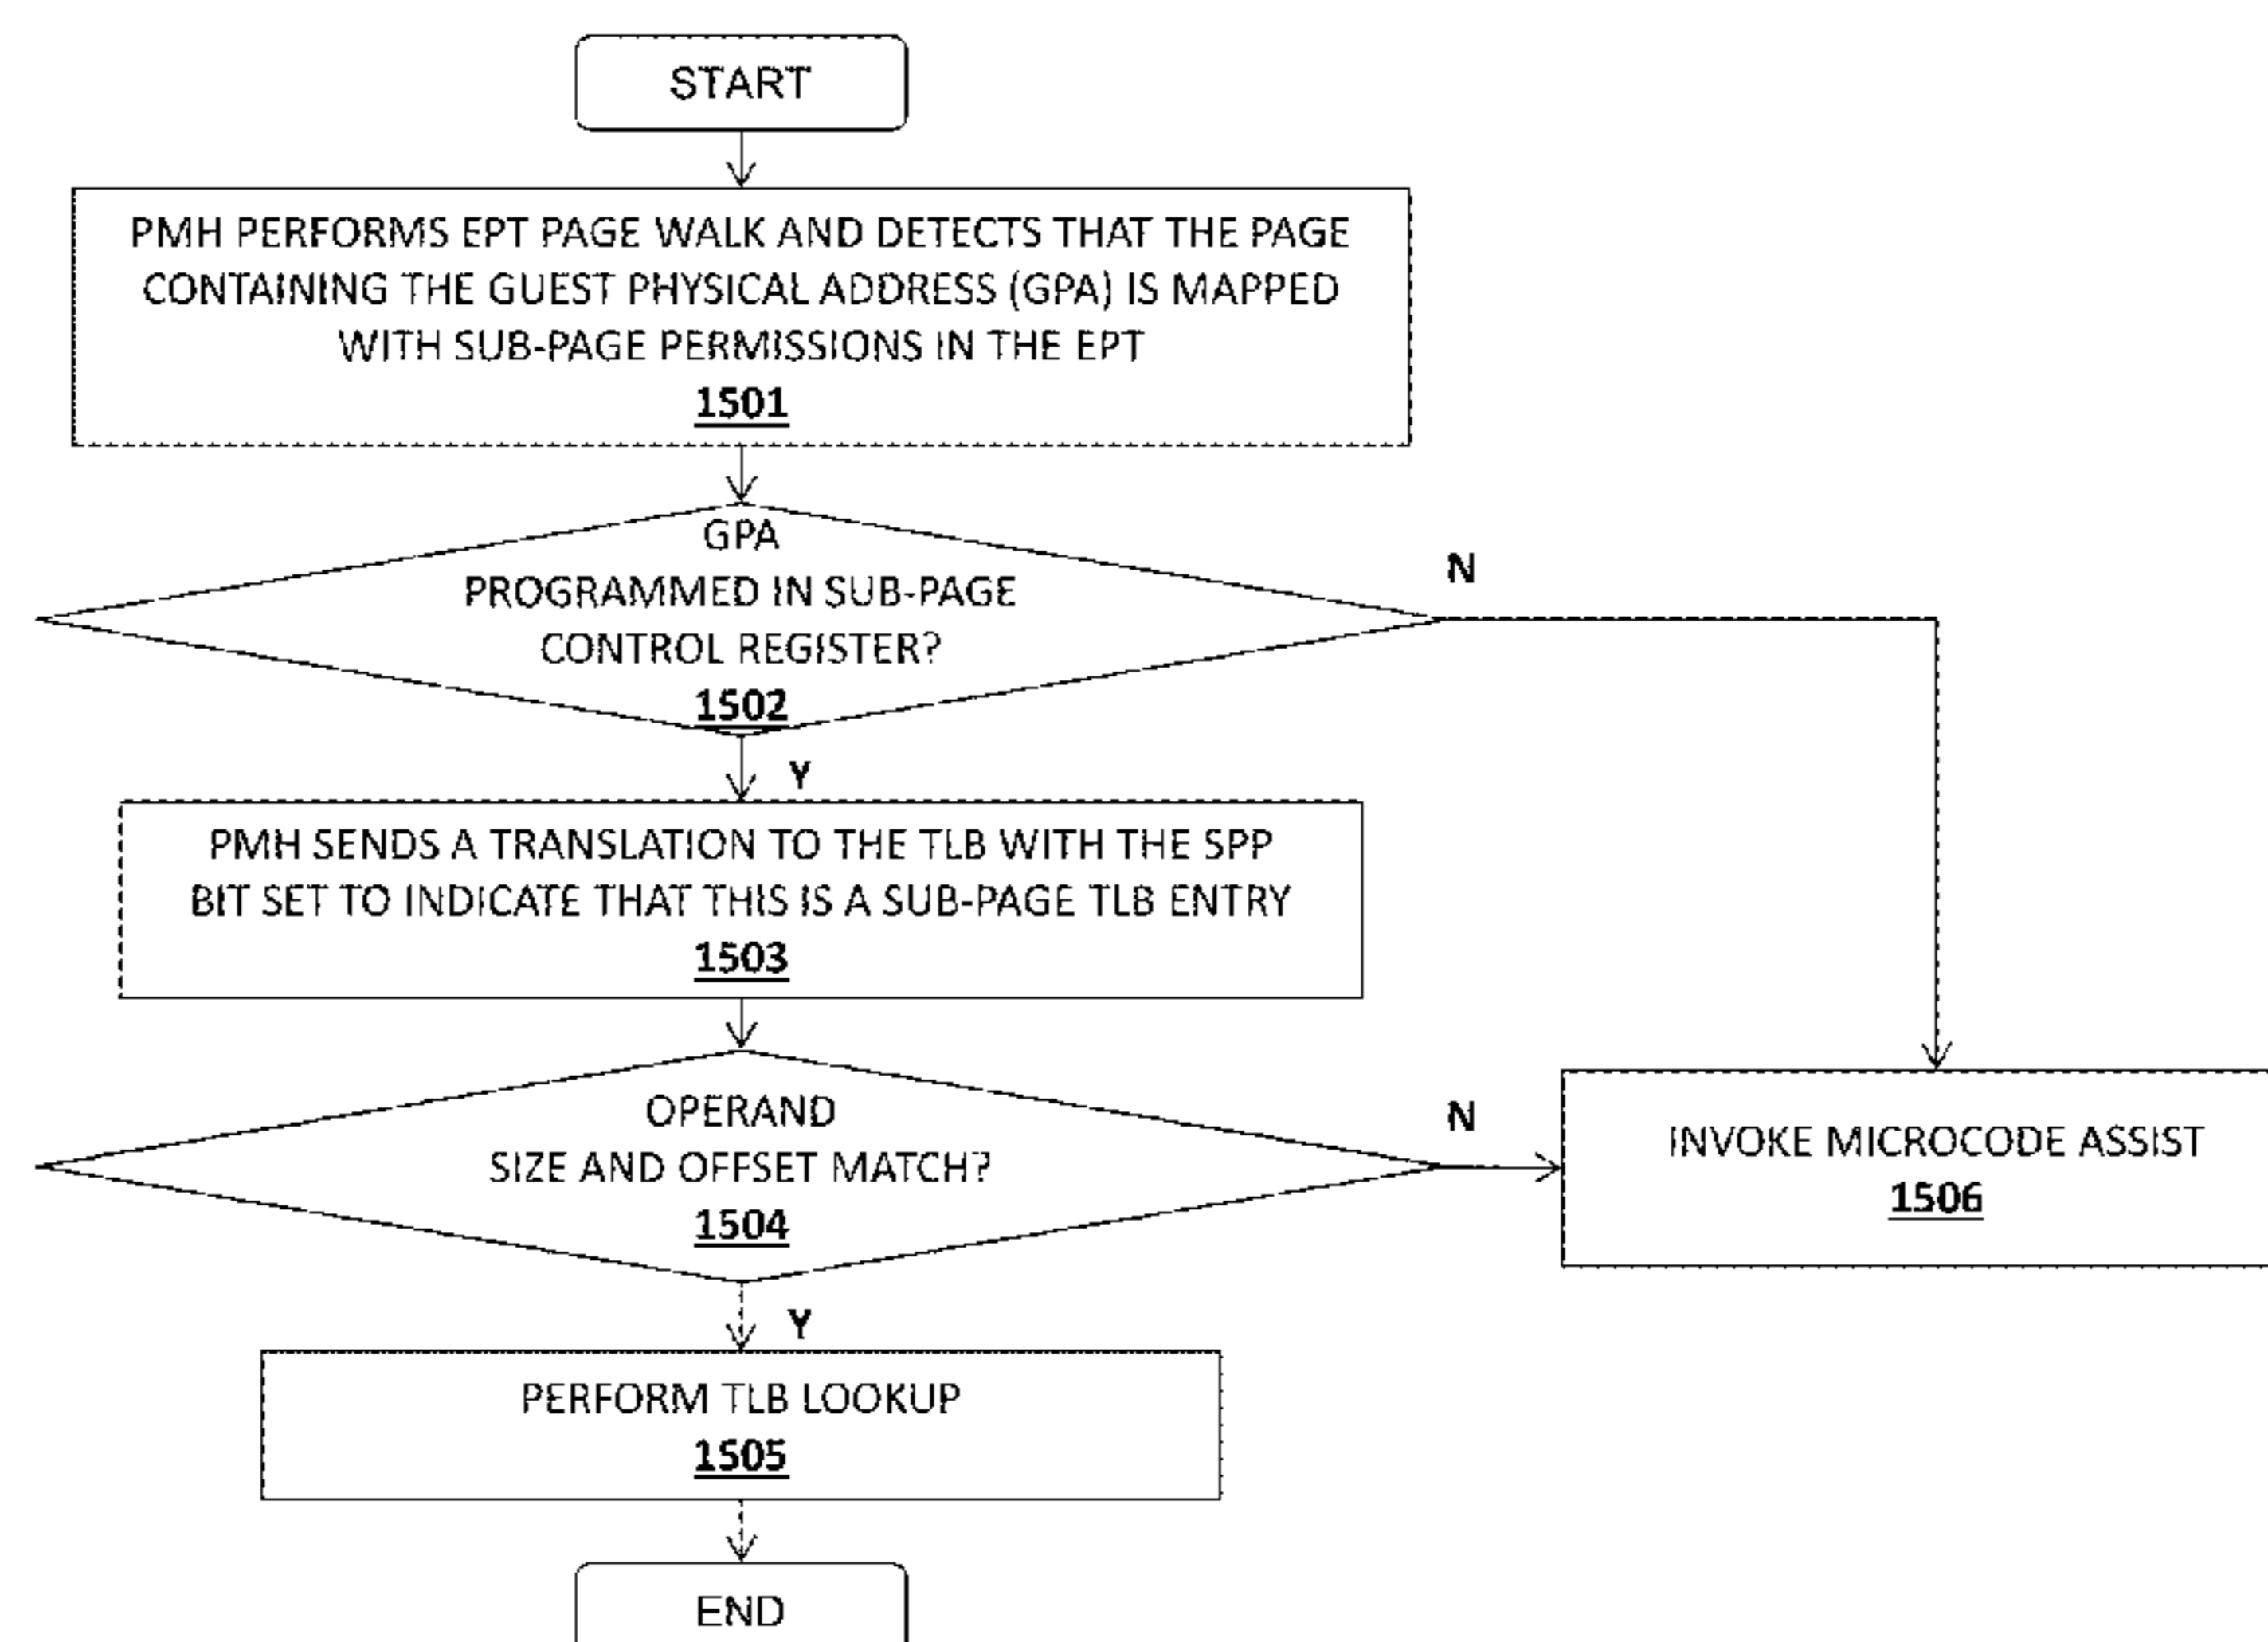 START
PMH PERFORMS EPT PAGE WALK AND DETECTS THAT THE PAGE
CONTAINING THE GUEST PHYSICAL ADDRESS (GPA) IS MAPPED
WITH SUB-PAGE PERMISSIONS IN THE EPT
1501
GPA
PROGRAMMED IN SUB-PAGE
CONTROL REGISTER?
1502
N
Y
PMH SENDS A TRANSLATION TO THE TLB WITH THE SPP
BIT SET TO INDICATE THAT THIS IS A SUB-PAGE TLB ENTRY
1503
OPERAND
SIZE AND OFFSET MATCH?
1504
N
INVOKE MICROCODE ASSIST
1506
Y
PERFORM TLB LOOKUP
1505
END